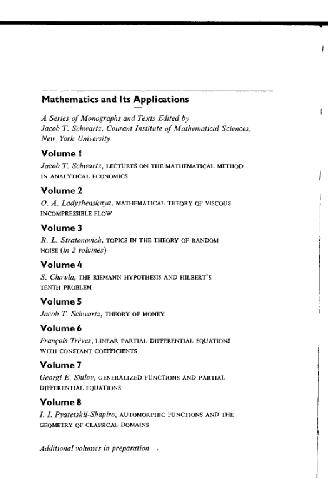 Mathematics and Its Applications
A Series of Monographs and Texts Edited by
Jacob T. Schwartz, Courant Institute of Mathematical Sciences,
New York University
Volume 1
Jacob T. Schwartz, LECTURES ON THE MATHEMATICAL METHOD
IN ANALYTICAL ECONOMICS
Volume 2
O. A. Ladyzhenskaya, MATHEMATICAL THEORY OF VISCOUS
INCOMPRESSIBLE FLOW
Volume 3
R. L. Stratonovich, TOPICS IN THE THEORY OF RANDOM
NOISE (in 2 volumes)
Volume 4
S. Chowla, THE RIEMANN HYPOTHESIS AND HILBERT'S
TENTH PROBLEM
Volume 5
Jacob T. Schwartz, THEORY OF MONEY
Volume 6
François Trèves, LINEAR PARTIAL DIFFERENTIAL EQUATIONS
WITH CONSTANT COEFFICIENTS
Volume 7
Georgi E. Shilov, GENERALIZED FUNCTIONS AND PARTIAL
DIFFERENTIAL EQUATIONS
Volume 8
I. I. Pyatetskii-Shapiro, AUTOMORPHIC FUNCTIONS AND THE
GEOMETRY OF CLASSICAL DOMAINS
Additional volumes in preparation